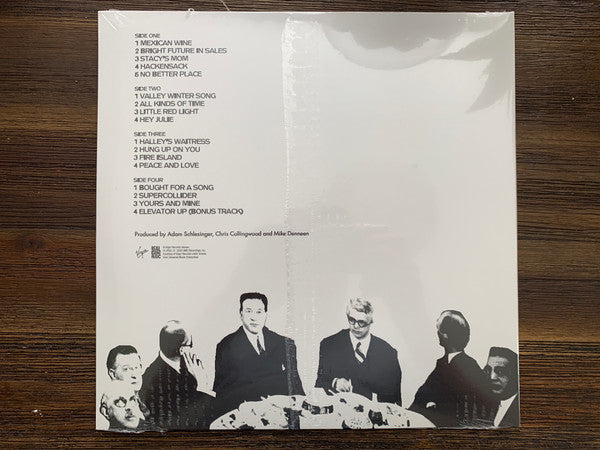 SIDE ONE
1 MEXICAN WINE
2 BRIGHT FUTURE IN SALES
3 STACY'S MOM
4 HACKENSACK
5 NO BETTER PLACE
SIDE TWO
1 VALLEY WINTER SONG
2 ALL KINDS OF TIME
3 LITTLE RED LIGHT
4 HEY JULIE
SIDE THREE
1 HALLEY'S WAITRESS
2 HUNG UP ON YOU
3 FIRE ISLAND
4 PEACE AND LOVE
SIDE FOUR
1 BOUGHT FOR A SONG
2 SUPERCOLLIDER
3 YOURS AND MINE
4 ELEVATOR UP (BONUS TRACK)
Produced by Adam Schlesinger, Chris Collingwood and Mike Denneen
Virgin
REAL
GONE
MUSIC